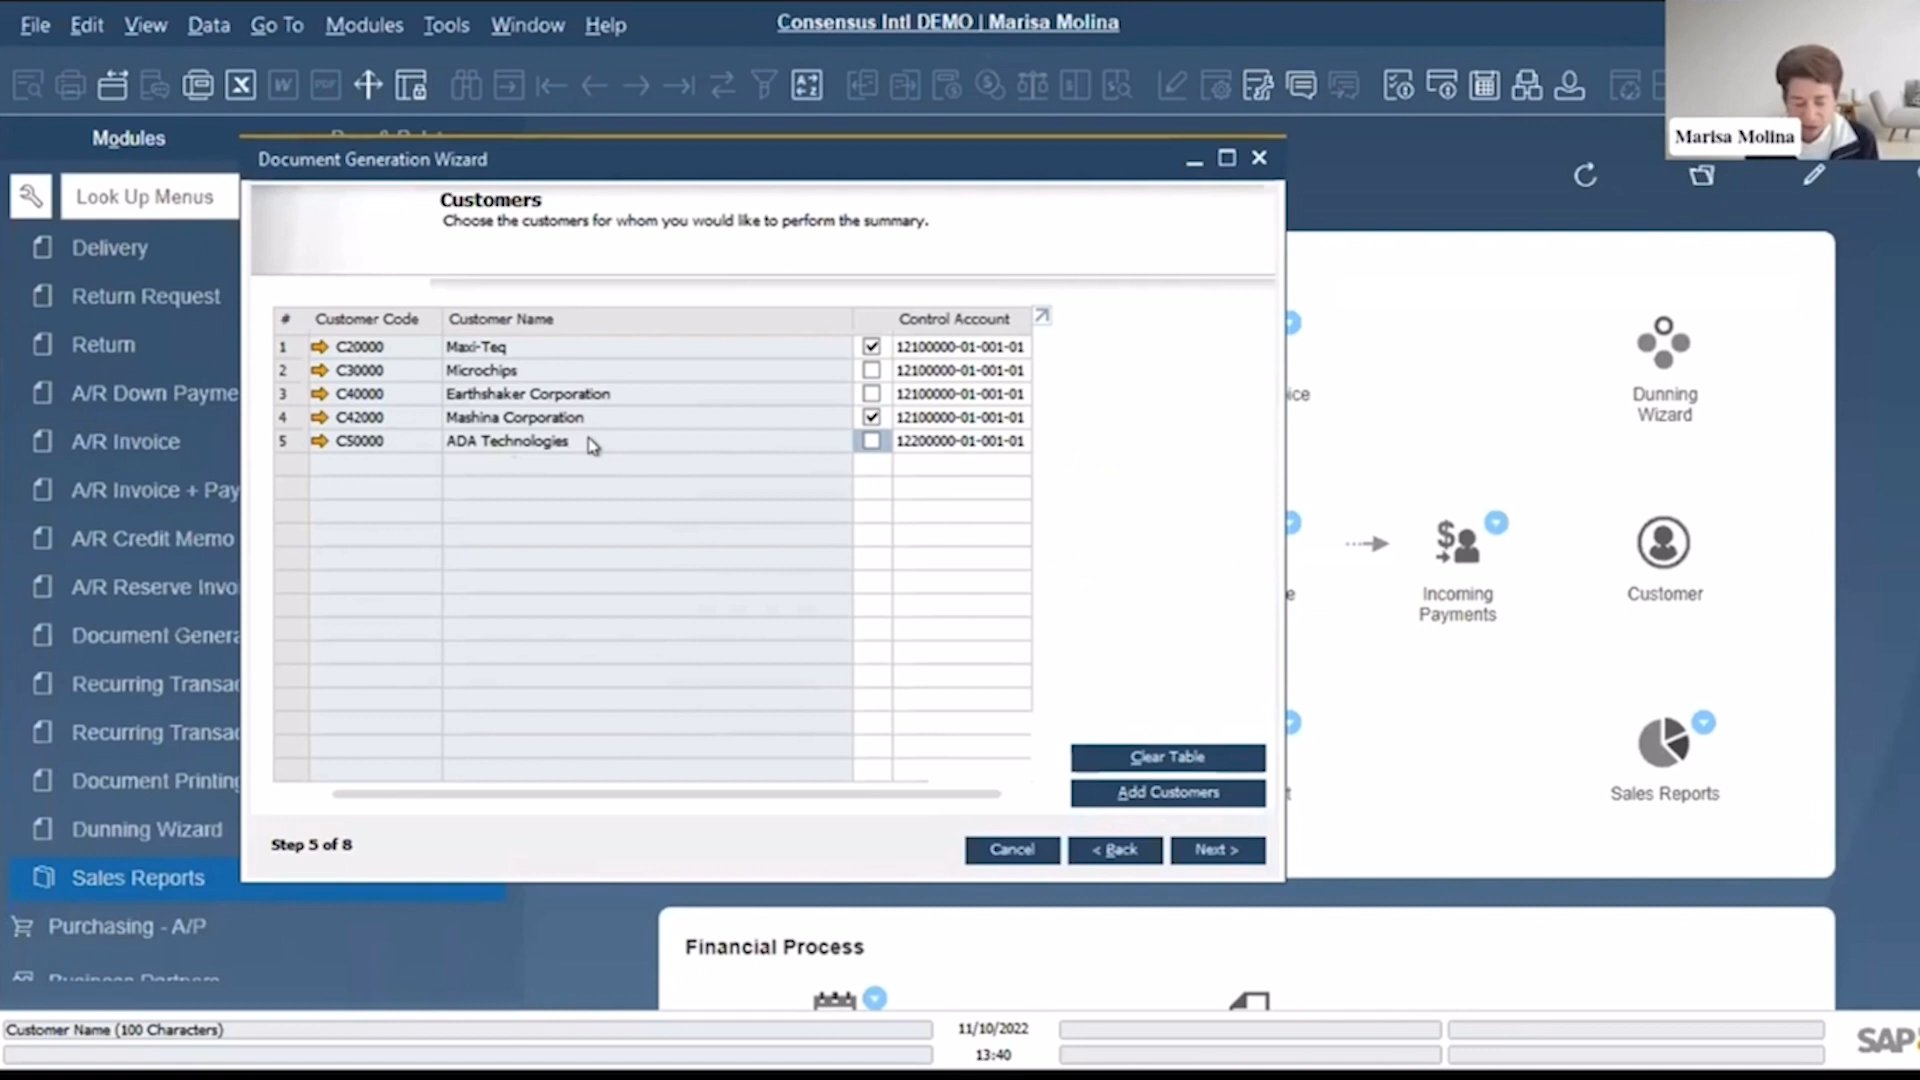 File Edit View Data Go To Modules Tools Window Help
Consensus Intl DEMO | Marisa Molina
Marisa Molina
Modules
Look Up Menus
Delivery
Return Request
Return
A/R Down Payme
A/R Invoice
A/R Invoice + Pay
A/R Credit Memo
A/R Reserve Invo
Document Genera
Recurring Transac
Recurring Transac
Document Printing
Dunning Wizard
Sales Reports
Purchasing - A/P
Business Partners
Document Generation Wizard
Customers
Choose the customers for whom you would like to perform the summary.
# Customer Code Customer Name Control Account
1 C20000 Maxi-Teq 12100000-01-001-01
2 C30000 Microchips 12100000-01-001-01
3 C40000 Earthshaker Corporation 12100000-01-001-01
4 C42000 Mashina Corporation 12100000-01-001-01
5 C50000 ADA Technologies 12200000-01-001-01
Clear Table
Add Customers
Step 5 of 8
Cancel < Back Next >
ice
Dunning
Wizard
e
Incoming
Payments
Customer
t
Sales Reports
Financial Process
Customer Name (100 Characters)
11/10/2022
13:40
SAP